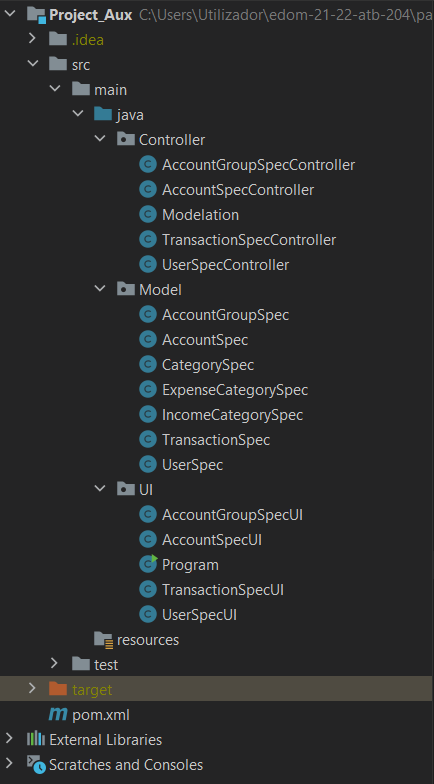 Project_Aux C:\Users\Utilizador\edom-21-22-atb-204\pa
.idea
src
main
java
Controller
AccountGroupSpecController
AccountSpecController
Modelation
TransactionSpecController
UserSpecController
Model
AccountGroupSpec
AccountSpec
CategorySpec
ExpenseCategorySpec
IncomeCategorySpec
TransactionSpec
UserSpec
UI
AccountGroupSpecUI
AccountSpecUI
Program
TransactionSpecUI
UserSpecUI
resources
test
target
pom.xml
External Libraries
Scratches and Consoles